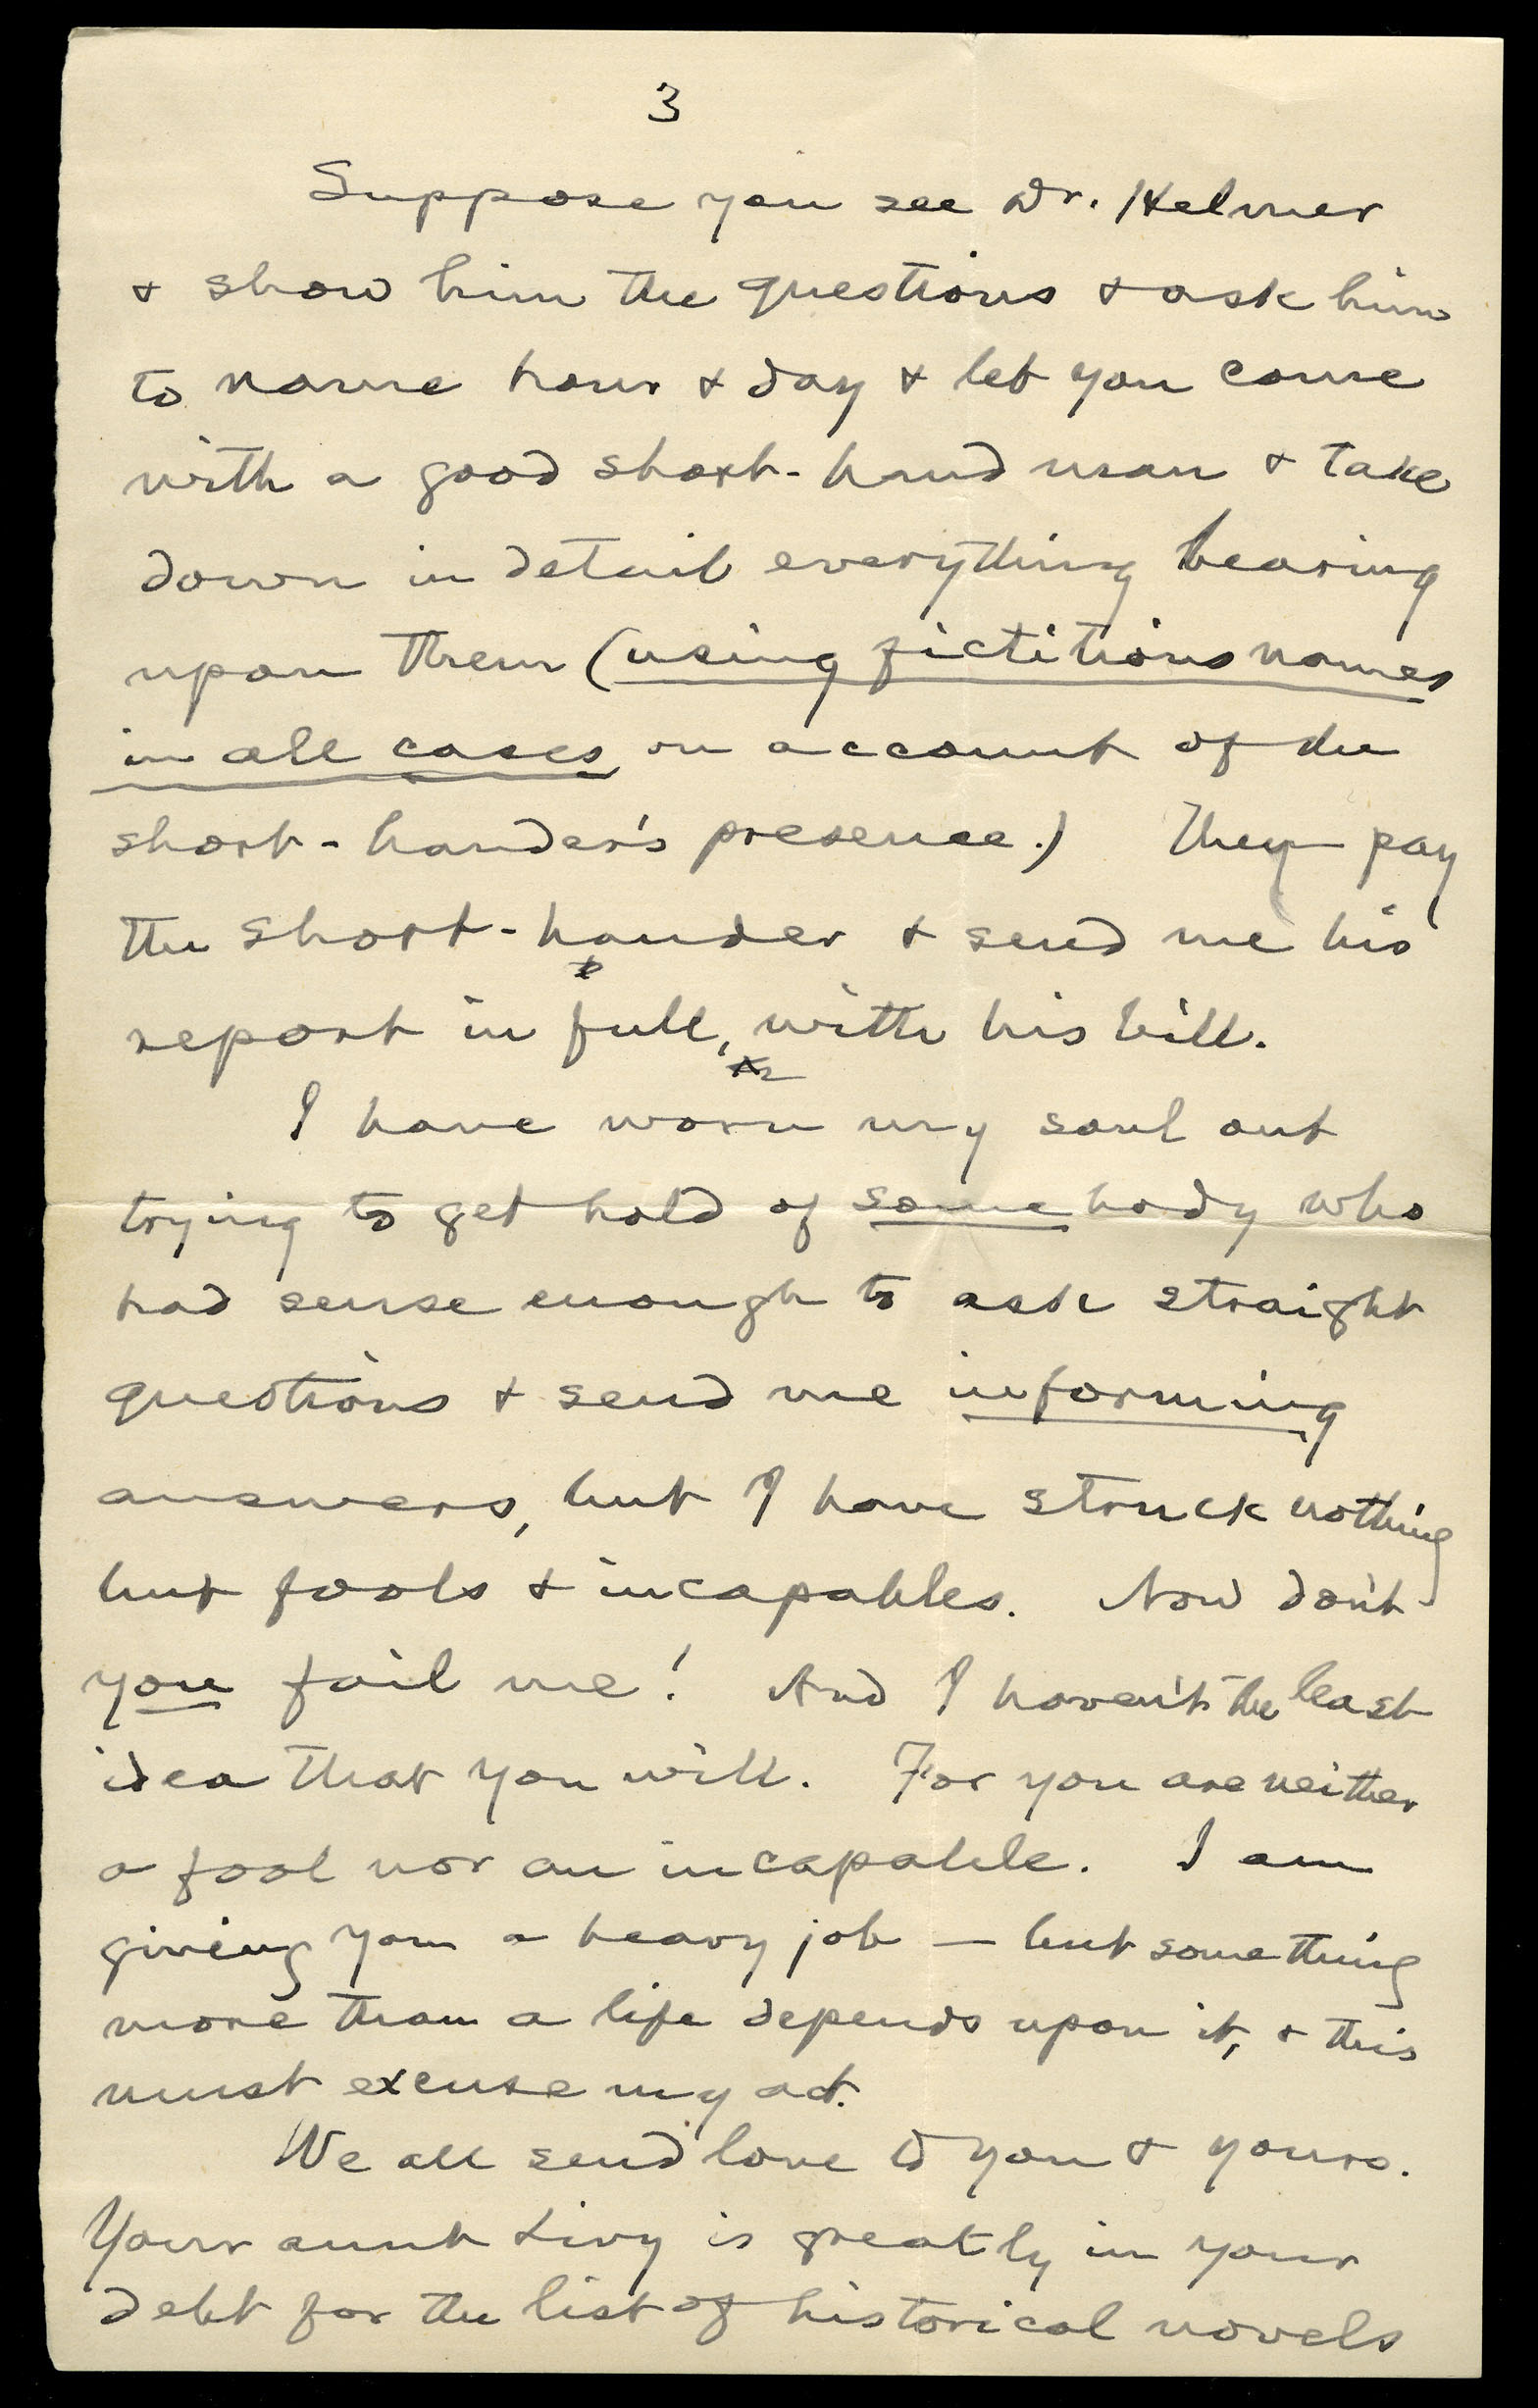 3
Suppose you see Dr. Helmer
& show him the questions & ask him
to name hour & day & let you come
with a good short-hand man & take
down in detail everything bearing
upon them (using fictitious names
in all cases, on account of the
short-hander's presence.) Then pay
the short-hander & send me his
report in full, with his bill.
I have worn my soul out
trying to get hold of somebody who
had sense enough to ask straight
questions & send me informing
answers, but I have struck nothing
but fools & incapables. Now don't
you fail me! And I haven't the least
idea that you will. For you are neither
a fool nor an incapable. I am
giving you a heavy job — but something
more than a life depends upon it, & this
must excuse my act.
We all send love to you & yours.
Your aunt Livy is greatly in your
debt for the list of historical novels